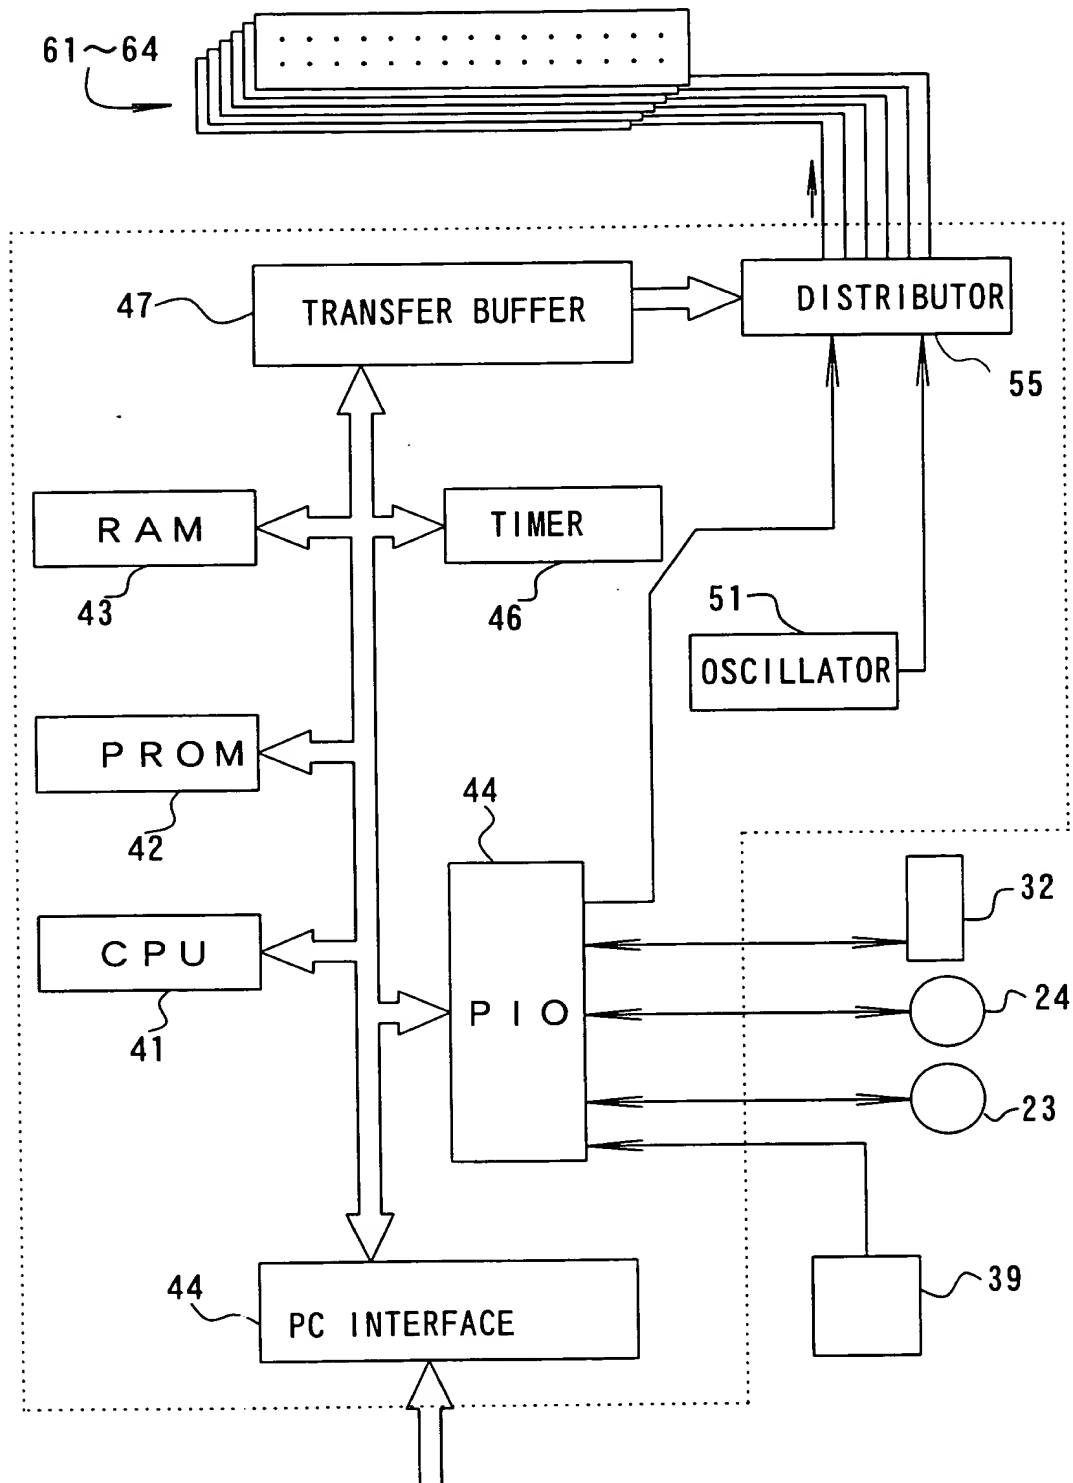 61~64
47
TRANSFER BUFFER
DISTRIBUTOR
55
RAM
43
TIMER
46
51
OSCILLATOR
PROM
42
44
32
CPU
41
PIO
24
23
44
PC INTERFACE
39